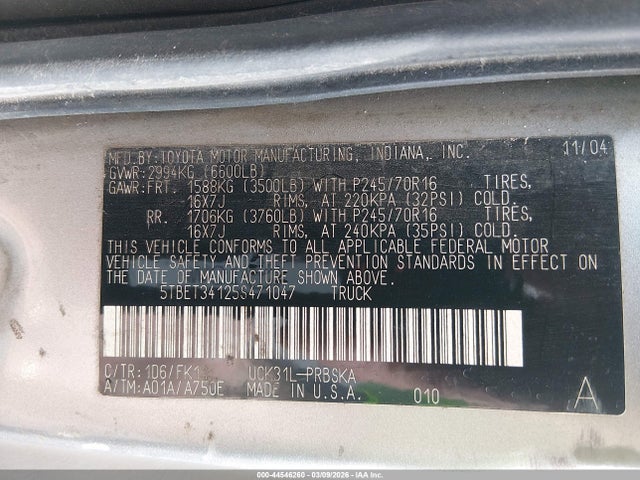 MFD.BY:TOYOTA MOTOR MANUFACTURING, INDIANA, INC. 11/04
GVWR:2994KG (6600LB)
GAWR:FRT. 1588KG (3500LB) WITH P245/70R16 TIRES,
16X7J RIMS, AT 220KPA (32PSI) COLD.
RR. 1706KG (3760LB) WITH P245/70R16 TIRES,
16X7J RIMS, AT 240KPA (35PSI) COLD.
THIS VEHICLE CONFORMS TO ALL APPLICABLE FEDERAL MOTOR
VEHICLE SAFETY AND THEFT PREVENTION STANDARDS IN EFFECT
ON THE DATE OF MANUFACTURE SHOWN ABOVE.
5TBET34125S471047 TRUCK
C/TR:1D6/FK1 UCK31L-PRBSKA
A/TM:A01A/A750E MADE IN U.S.A. 010 A
000-44546260 - 03/09/2026 - IAA